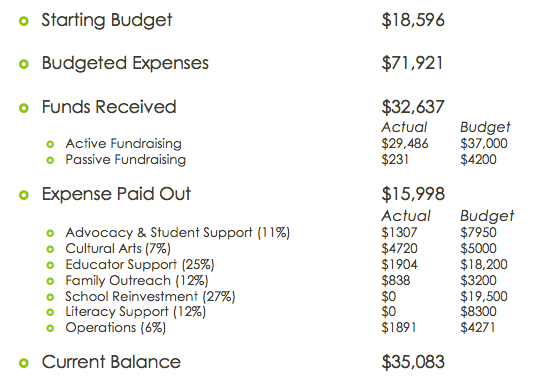 Starting Budget $18,596
Budgeted Expenses $71,921
Funds Received $32,637
Actual Budget
Active Fundraising $29,486 $37,000
Passive Fundraising $231 $4200
Expense Paid Out $15,998
Actual Budget
Advocacy & Student Support (11%) $1307 $7950
Cultural Arts (7%) $4720 $5000
Educator Support (25%) $1904 $18,200
Family Outreach (12%) $838 $3200
School Reinvestment (27%) $0 $19,500
Literacy Support (12%) $0 $8300
Operations (6%) $1891 $4271
Current Balance $35,083